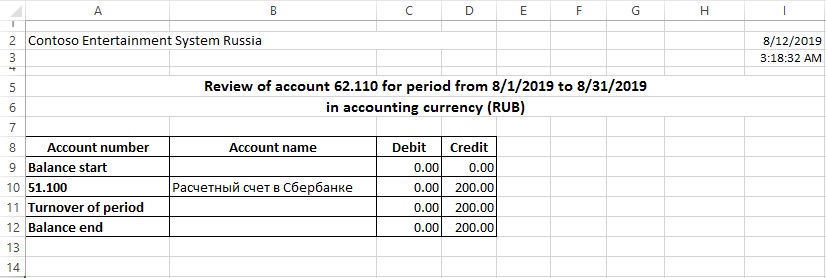 A B C D E F G H I
1
2 Contoso Entertainment System Russia 8/12/2019
3 3:18:32 AM
4
5 Review of account 62.110 for period from 8/1/2019 to 8/31/2019
6 in accounting currency (RUB)
7
8 Account number Account name Debit Credit
9 Balance start 0.00 0.00
10 51.100 Расчетный счет в Сбербанке 0.00 200.00
11 Turnover of period 0.00 200.00
12 Balance end 0.00 200.00
13
14